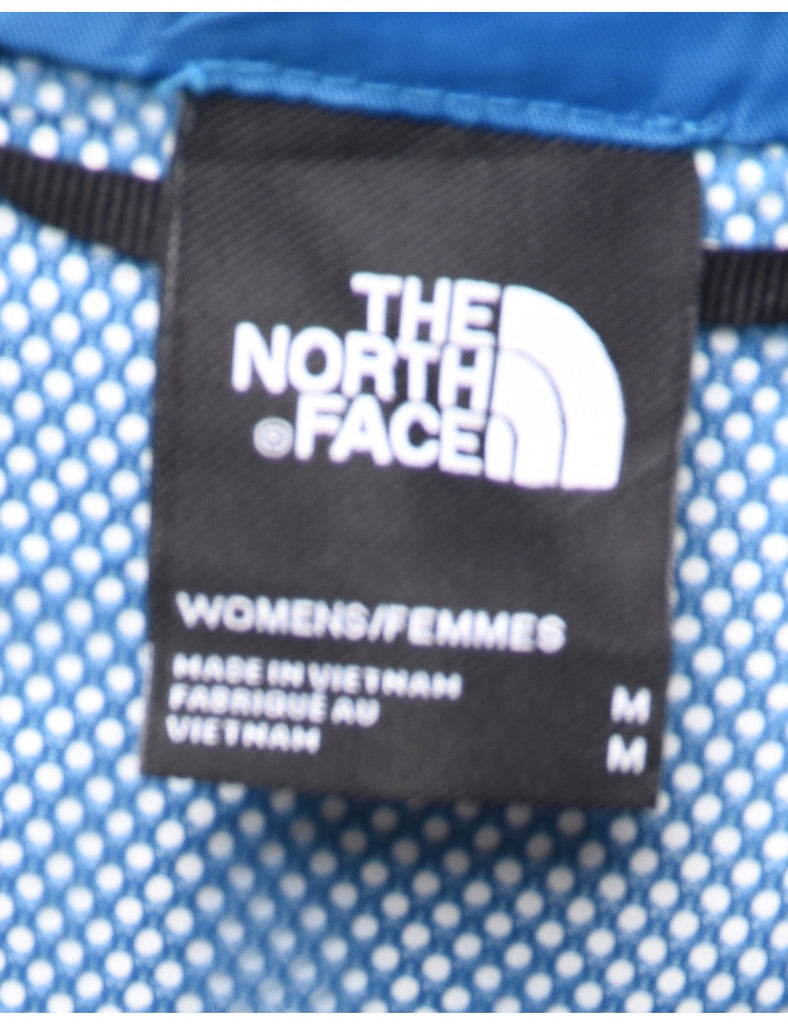 THE
NORTH
©FACE
WOMENS/FEMMES
MADE IN VIETNAM
FABRIQUÉ AU
VIETNAM
M
M